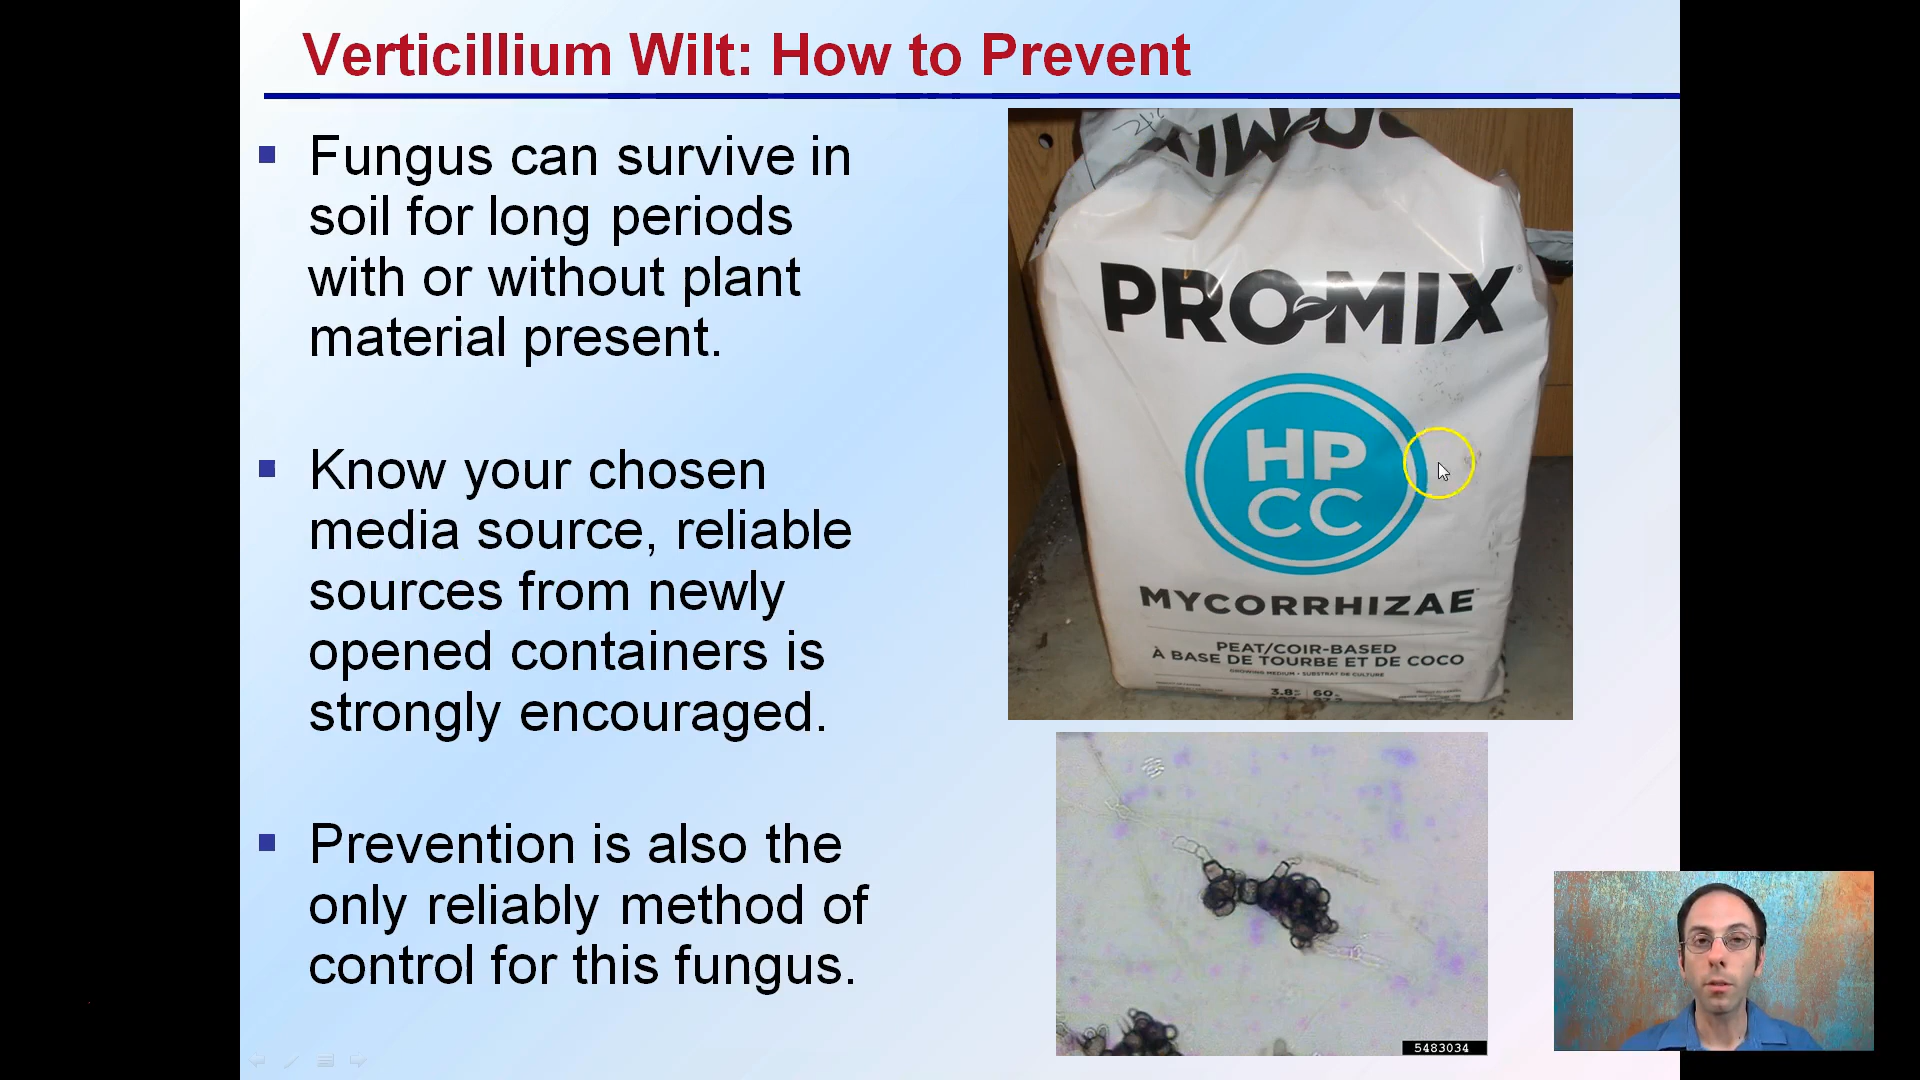 Verticillium Wilt: How to Prevent
Fungus can survive in
soil for long periods
with or without plant
material present.
Know your chosen
media source, reliable
sources from newly
opened containers is
strongly encouraged.
Prevention is also the
only reliably method of
control for this fungus.
PRO-MIX
HP
CC
MYCORRHIZAE
PEAT/COIR-BASED
À BASE DE TOURBE ET DE COCO
GROWING MEDIUM • SUBSTRAT DE CULTURE
5483034